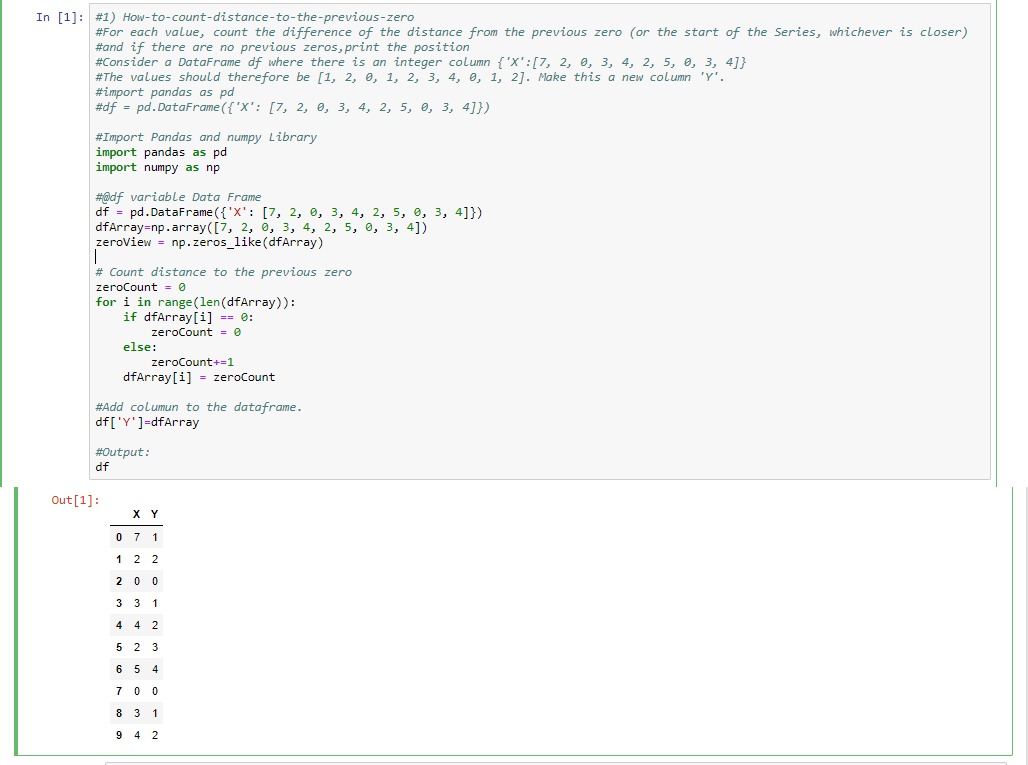 In [1]: #1) How-to-count-distance-to-the-previous-zero
#For each value, count the difference of the distance from the previous zero (or the start of the Series, whichever is closer)
#and if there are no previous zeros,print the position
#Consider a DataFrame df where there is an integer column {'X':[7, 2, 0, 3, 4, 2, 5, 0, 3, 4]}
#The values should therefore be [1, 2, 0, 1, 2, 3, 4, 0, 1, 2]. Make this a new column 'Y'.
#import pandas as pd
#df = pd.DataFrame({'X': [7, 2, 0, 3, 4, 2, 5, 0, 3, 4]})
#Import Pandas and numpy Library
import pandas as pd
import numpy as np
#@df variable Data Frame
df = pd.DataFrame({'X': [7, 2, 0, 3, 4, 2, 5, 0, 3, 4]})
dfArray=np.array([7, 2, 0, 3, 4, 2, 5, 0, 3, 4])
zeroView = np.zeros_like(dfArray)
# Count distance to the previous zero
zeroCount = 0
for i in range(len(dfArray)):
    if dfArray[i] == 0:
        zeroCount = 0
    else:
        zeroCount+=1
    dfArray[i] = zeroCount
#Add columun to the dataframe.
df['Y']=dfArray
#Output:
df
Out[1]:
X Y
0 7 1
1 2 2
2 0 0
3 3 1
4 4 2
5 2 3
6 5 4
7 0 0
8 3 1
9 4 2